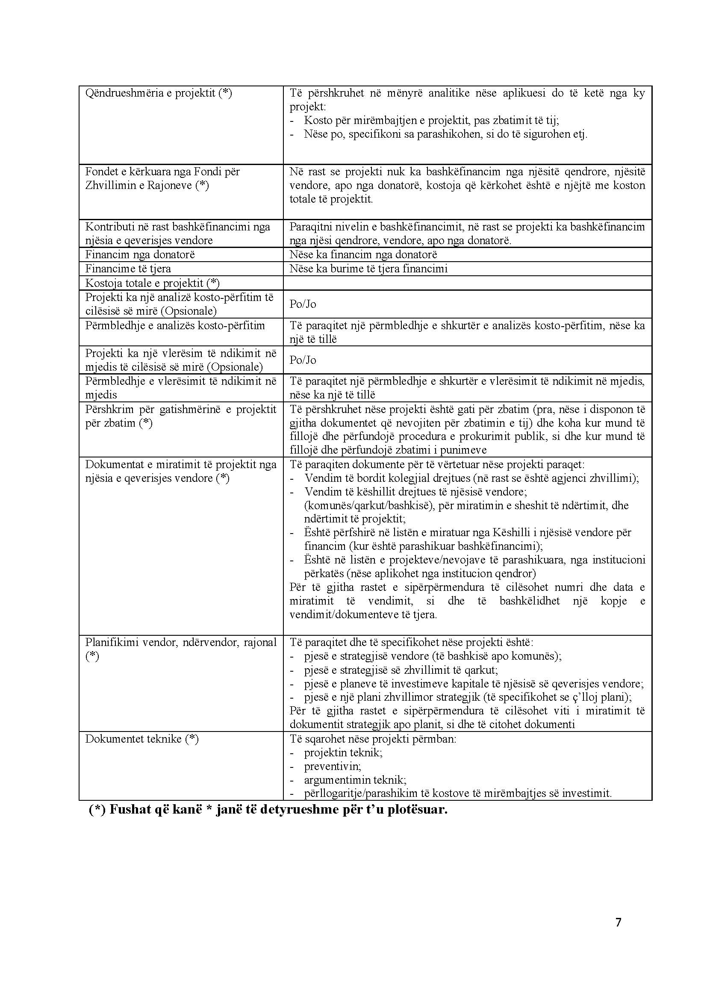 Qëndrueshmëria e projektit (*)
Të përshkruhet në mënyrë analitike nëse aplikuesi do të ketë nga ky
projekt:
- Kosto për mirëmbajtjen e projektit, pas zbatimit të tij;
- Nëse po, specifikoni sa parashikohen, si do të sigurohen etj.
Fondet e kërkuara nga Fondi për
Zhvillimin e Rajoneve (*)
Në rast se projekti nuk ka bashkëfinancim nga njësitë qendrore, njësitë
vendore, apo nga donatorë, kostoja që kërkohet është e njëjtë me koston
totale të projektit.
Kontributi në rast bashkëfinancimi nga
njësia e qeverisjes vendore
Paraqitni nivelin e bashkëfinancimit, në rast se projekti ka bashkëfinancim
nga njësi qendrore, vendore, apo nga donatorë.
Financim nga donatorë
Nëse ka financim nga donatorë
Financime të tjera
Nëse ka burime të tjera financimi
Kostoja totale e projektit (*)
Projekti ka një analizë kosto-përfitim të
cilësisë së mirë (Opsionale)
Po/Jo
Përmbledhje e analizës kosto-përfitim
Të paraqitet një përmbledhje e shkurtër e analizës kosto-përfitim, nëse ka
një të tillë
Projekti ka një vlerësim të ndikimit në
mjedis të cilësisë së mirë (Opsionale)
Po/Jo
Përmbledhje e vlerësimit të ndikimit në
mjedis
Të paraqitet një përmbledhje e shkurtër e vlerësimit të ndikimit në mjedis,
nëse ka një të tillë
Përshkrim për gatishmërinë e projektit
për zbatim (*)
Të përshkruhet nëse projekti është gati për zbatim (pra, nëse i disponon të
gjitha dokumentet që nevojiten për zbatimin e tij) dhe koha kur mund të
fillojë dhe përfundojë procedura e prokurimit publik, si dhe kur mund të
fillojë dhe përfundojë zbatimi i punimeve
Dokumentat e miratimit të projektit nga
njësia e qeverisjes vendore (*)
Të paraqiten dokumente për të vërtetuar nëse projekti paraqet:
- Vendim të bordit kolegjial drejtues (në rast se është agjenci zhvillimi);
- Vendim të këshillit drejtues të njësisë vendore;
(komunës/qarkut/bashkisë), për miratimin e sheshit të ndërtimit, dhe
ndërtimit të projektit;
- Është përfshirë në listën e miratuar nga Këshilli i njësisë vendore për
financim (kur është parashikuar bashkëfinancimi);
- Është në listën e projekteve/nevojave të parashikuara, nga institucioni
përkatës (nëse aplikohet nga institucion qendror)
Për të gjitha rastet e sipërpërmendura të cilësohet numri dhe data e
miratimit të vendimit, si dhe të bashkëlidhet një kopje e
vendimit/dokumenteve të tjera.
Planifikimi vendor, ndërvendor, rajonal
(*)
Të paraqitet dhe të specifikohet nëse projekti është:
- pjesë e strategjisë vendore (të bashkisë apo komunës);
- pjesë e strategjisë së zhvillimit të qarkut;
- pjesë e planeve të investimeve kapitale të njësisë së qeverisjes vendore;
- pjesë e një plani zhvillimor strategjik (të specifikohet se ç’lloj plani);
Për të gjitha rastet e sipërpërmendura të cilësohet viti i miratimit të
dokumentit strategjik apo planit, si dhe të citohet dokumenti
Dokumentet teknike (*)
Të sqarohet nëse projekti përmban:
- projektin teknik;
- preventivin;
- argumentimin teknik;
- përllogaritje/parashikim të kostove të mirëmbajtjes së investimit.
(*) Fushat që kanë * janë të detyrueshme për t’u plotësuar.
7